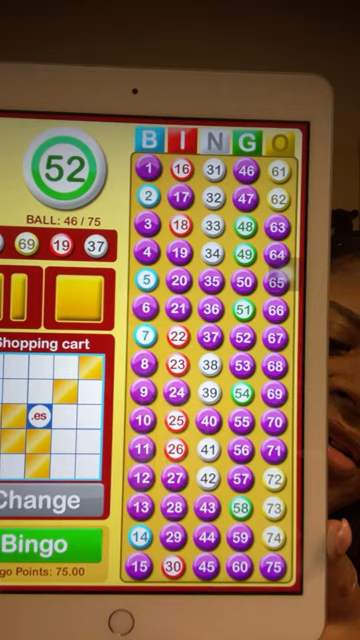 B I N G O
52
BALL: 46 / 75
69 19 37
1 16 31 46 61
2 17 32 47 62
3 18 33 48 63
4 19 34 49 64
5 20 35 50 65
6 21 36 51 66
7 22 37 52 67
8 23 38 53 68
9 24 39 54 69
10 25 40 55 70
11 26 41 56 71
12 27 42 57 72
13 28 43 58 73
14 29 44 59 74
15 30 45 60 75
Shopping cart
.es
Change
Bingo
go Points: 75.00